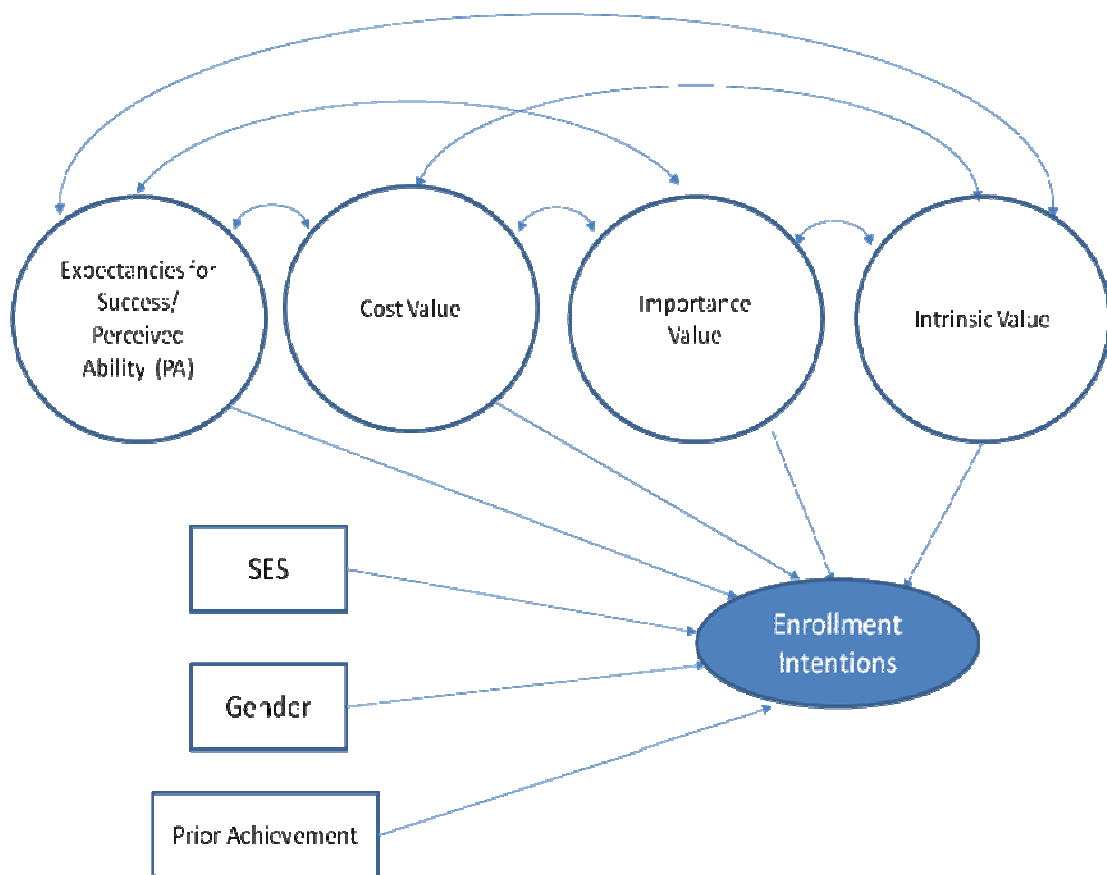 Expectancies for
Success/
Perceived
Ability (PA)
Cost Value
Importance
Value
Intrinsic Value
SES
Gender
Prior Achievement
Enrollment
Intentions